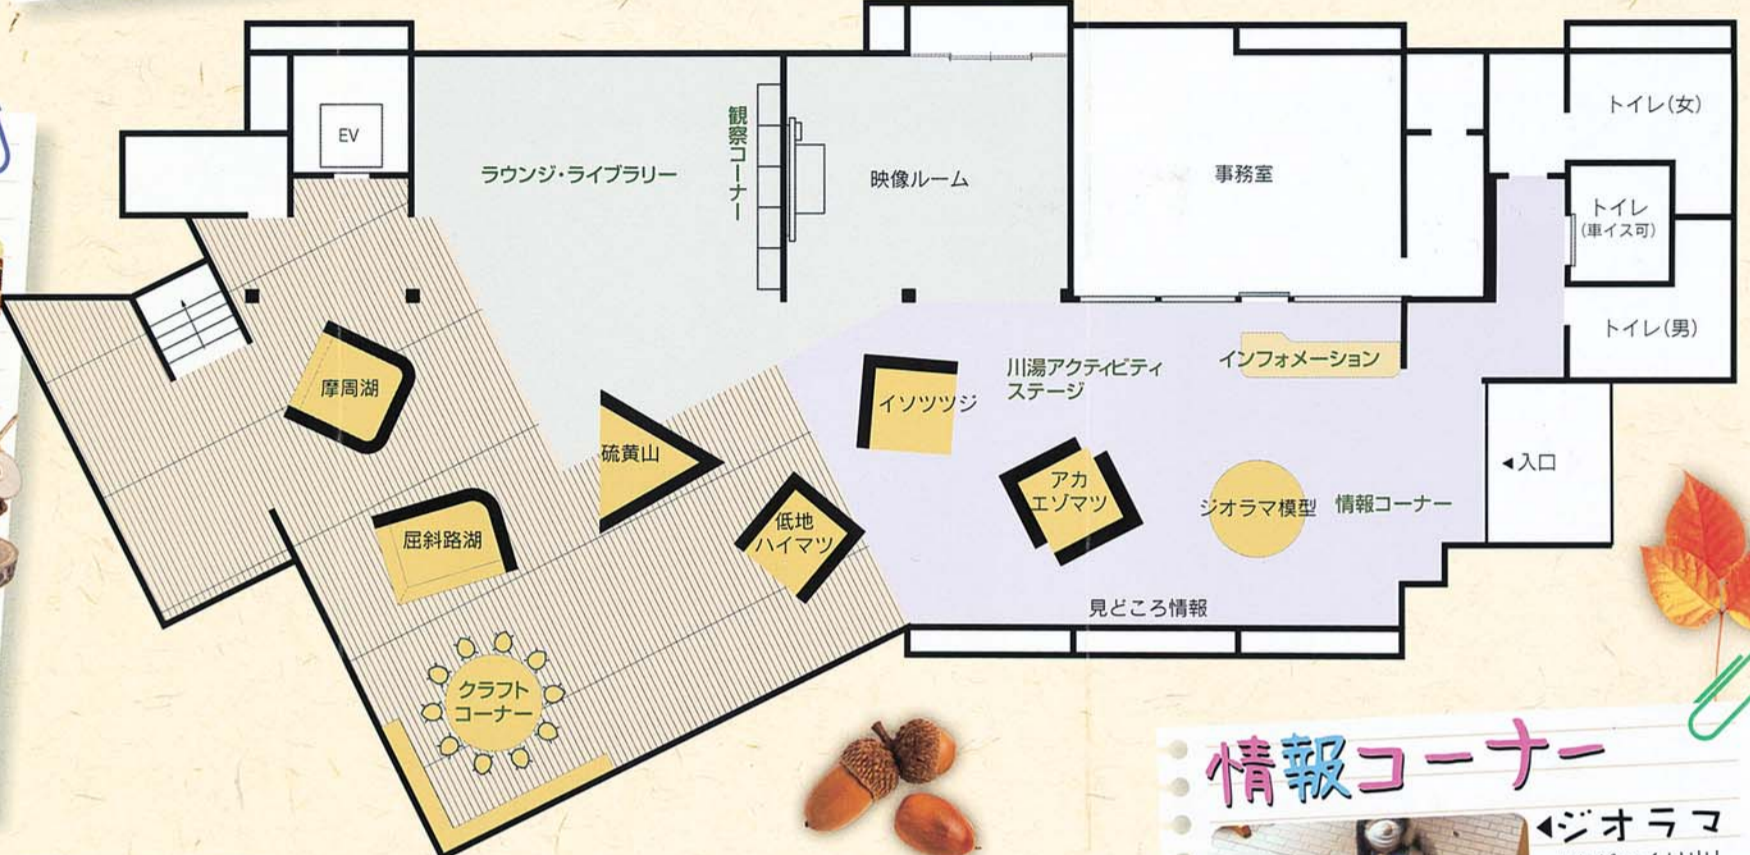 EV
ラウンジ・ライブラリー
観察コーナー
映像ルーム
事務室
トイレ(女)
トイレ
(車イス可)
トイレ(男)
摩周湖
硫黄山
イソツツジ
川湯アクティビティ
ステージ
インフォメーション
屈斜路湖
低地
ハイマツ
アカ
エゾマツ
ジオラマ模型
情報コーナー
◀入口
見どころ情報
クラフト
コーナー
情報コーナー
◀ジオラマ